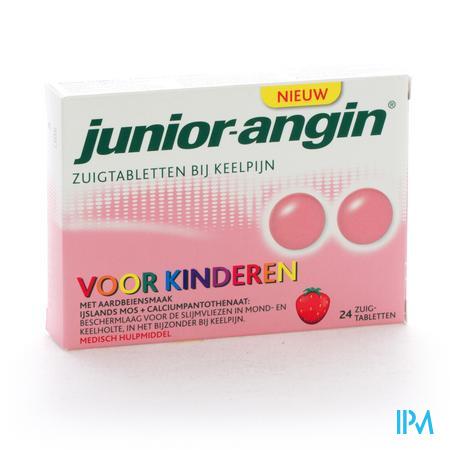 NIEUW
junior-angin®
ZUIGTABLETTEN BIJ KEELPIJN
VOOR KINDEREN
MET AARDBEIENSMAAK
IJSLANDS MOS + CALCIUMPANTOTHENAAT:
BESCHERMLAAG VOOR DE SLIJMVLIEZEN IN MOND- EN
KEELHOLTE, IN HET BIJZONDER BIJ KEELPIJN.
MEDISCH HULPMIDDEL
24 ZUIG-
TABLETTEN
IPM